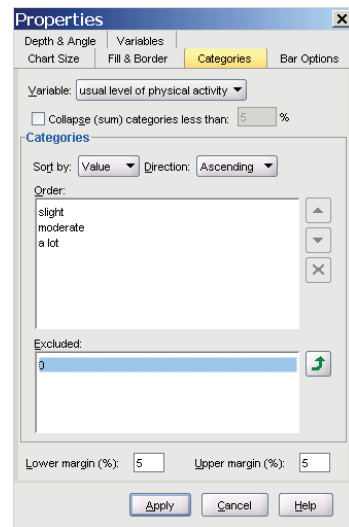 Properties
Depth & Angle Variables
Chart Size Fill & Border Categories Bar Options
Variable: usual level of physical activity
Collapse (sum) categories less than: 5 %
Categories
Sort by: Value Direction: Ascending
Order:
slight
moderate
a lot
Excluded:
0
Lower margin (%): 5 Upper margin (%): 5
Apply Cancel Help